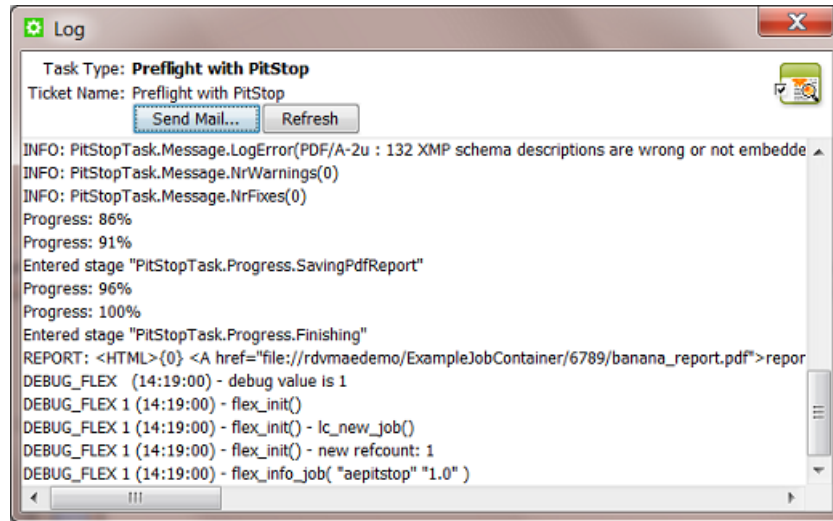 Log
Task Type: Preflight with PitStop
Ticket Name: Preflight with PitStop
Send Mail... Refresh
INFO: PitStopTask.Message.LogError(PDF/A-2u : 132 XMP schema descriptions are wrong or not embedde
INFO: PitStopTask.Message.NrWarnings(0)
INFO: PitStopTask.Message.NrFixes(0)
Progress: 86%
Progress: 91%
Entered stage "PitStopTask.Progress.SavingPdfReport"
Progress: 96%
Progress: 100%
Entered stage "PitStopTask.Progress.Finishing"
REPORT: <HTML>{0} <A href="file://rdvmaedemo/ExampleJobContainer/6789/banana_report.pdf">repor
DEBUG_FLEX   (14:19:00) - debug value is 1
DEBUG_FLEX 1 (14:19:00) - flex_init()
DEBUG_FLEX 1 (14:19:00) - flex_init() - lc_new_job()
DEBUG_FLEX 1 (14:19:00) - flex_init() - new refcount: 1
DEBUG_FLEX 1 (14:19:00) - flex_info_job( "aepitstop" "1.0" )